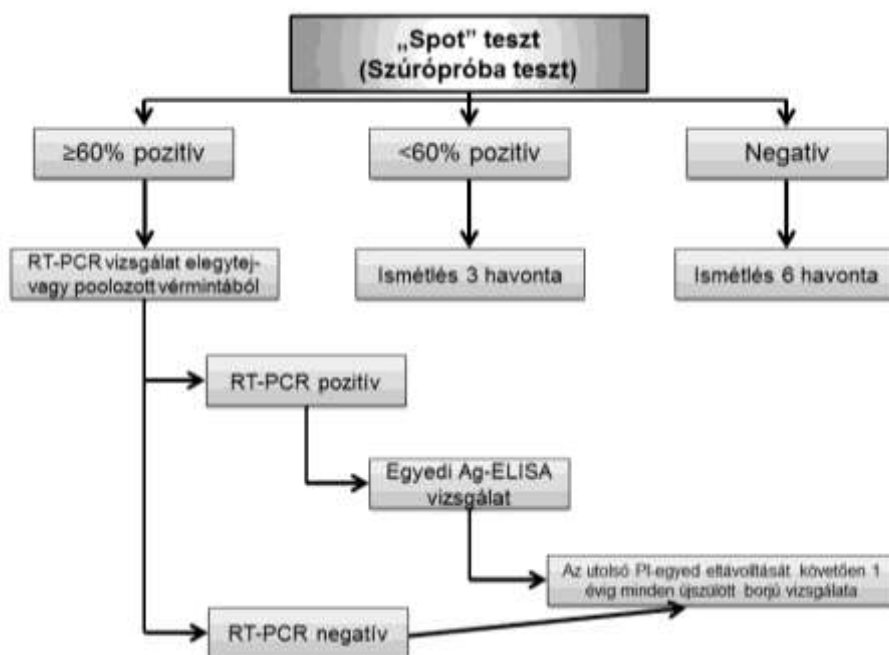 „Spot” teszt
(Szúrópróba teszt)
≥60% pozitív
<60% pozitív
Negatív
RT-PCR vizsgálat elegytej-
vagy poolozott vérmintából
Ismétlés 3 havonta
Ismétlés 6 havonta
RT-PCR pozitív
Egyedi Ag-ELISA
vizsgálat
Az utolsó PI-egyed eltávolítását követően 1
évig minden újszülött borjú vizsgálata
RT-PCR negatív